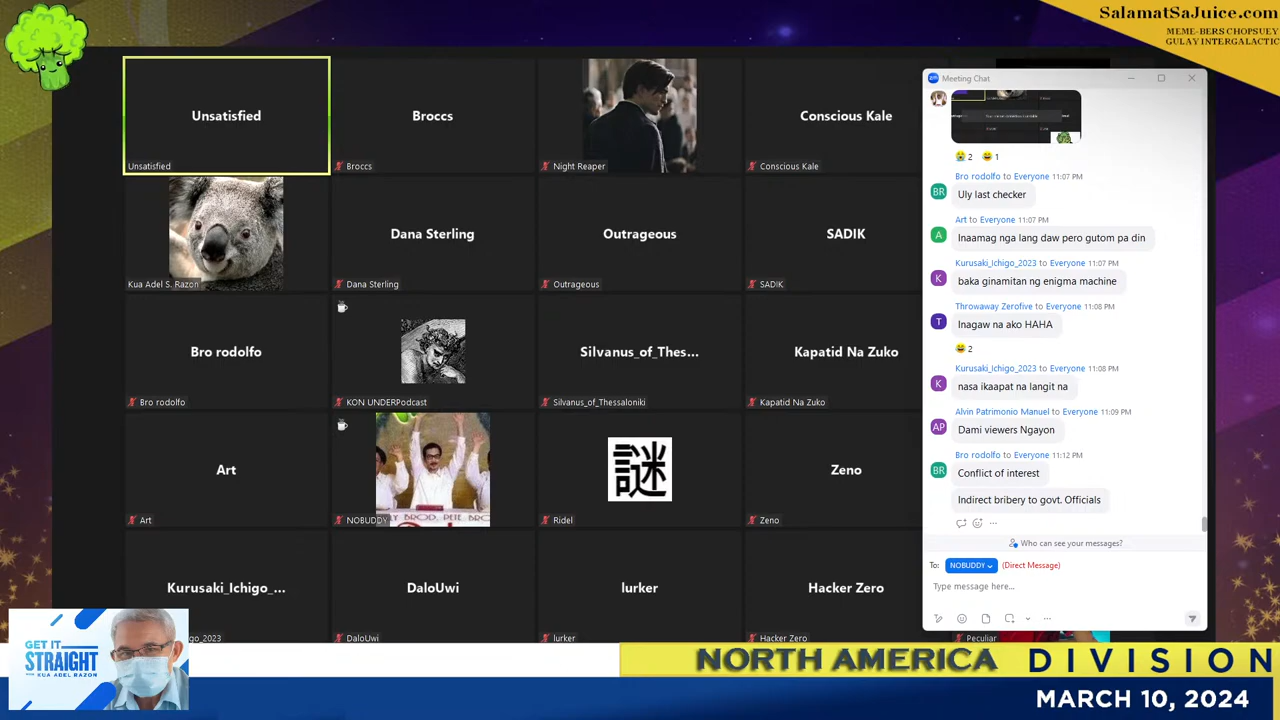 SalamatSaJuice.com
MEME-BERS CHOPSUEY
GULAY INTERGALACTIC
Unsatisfied
Unsatisfied
Broccs
Broccs
Night Reaper
Conscious Kale
Conscious Kale
Kua Adel S. Razon
Dana Sterling
Dana Sterling
Outrageous
Outrageous
SADIK
SADIK
Bro rodolfo
Bro rodolfo
KON UNDERPodcast
Silvanus_of_Thes...
Silvanus_of_Thessaloniki
Kapatid Na Zuko
Kapatid Na Zuko
Art
Art
NOBUDDY
謎
Ridel
Zeno
Zeno
Kurusaki_Ichigo_...
_2023
DaloUwi
DaloUwi
lurker
lurker
Hacker Zero
Hacker Zero
Peculiar
Meeting Chat
2 1
Bro rodolfo to Everyone 11:07 PM
BR
Uly last checker
Art to Everyone 11:07 PM
A
Inaamag nga lang daw pero gutom pa din
Kurusaki_Ichigo_2023 to Everyone 11:07 PM
K
baka ginamitan ng enigma machine
Throwaway Zerofive to Everyone 11:08 PM
T
Inagaw na ako HAHA
2
Kurusaki_Ichigo_2023 to Everyone 11:08 PM
K
nasa ikaapat na langit na
Alvin Patrimonio Manuel to Everyone 11:09 PM
AP
Dami viewers Ngayon
Bro rodolfo to Everyone 11:12 PM
BR
Conflict of interest
Indirect bribery to govt. Officials
Who can see your messages?
To: NOBUDDY (Direct Message)
Type message here...
GET IT
STRAIGHT
KUA ADEL RAZON
NORTH AMERICA DIVISION
MARCH 10, 2024